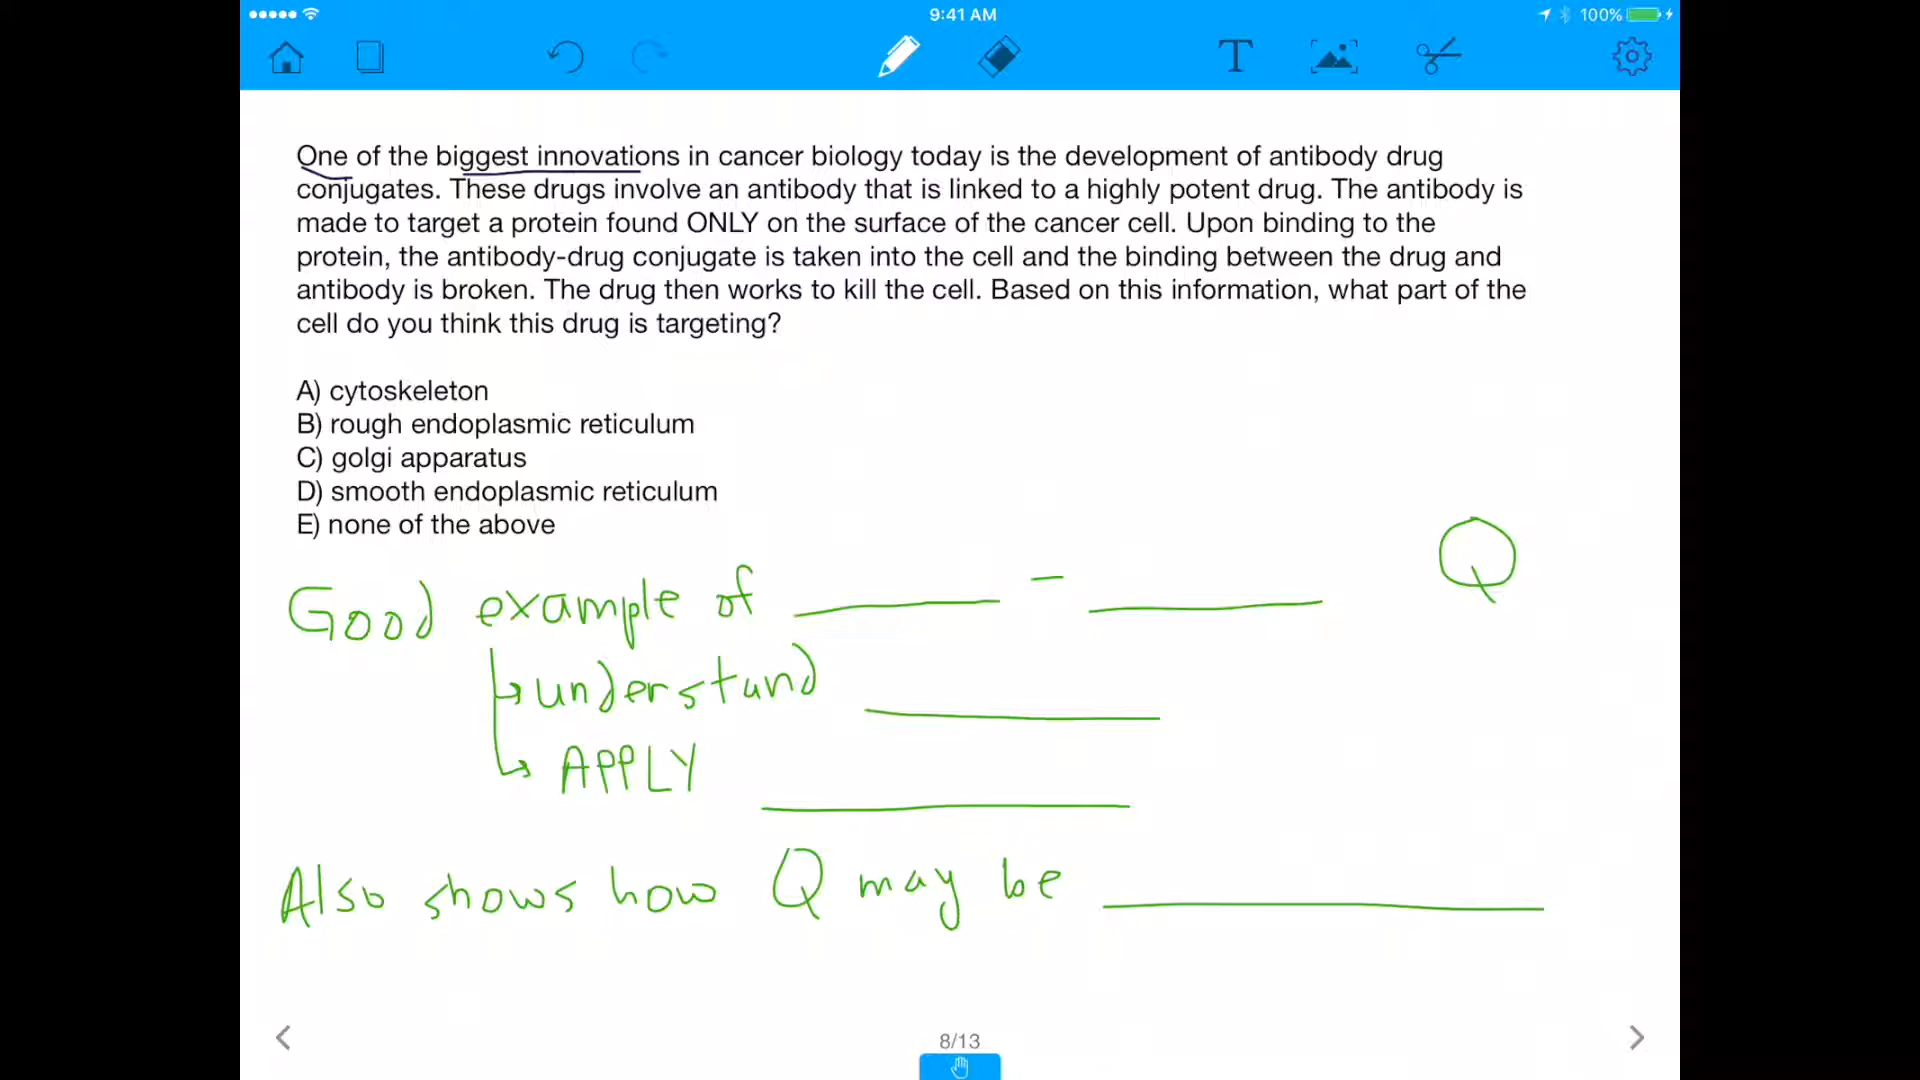 9:41 AM
100%
T
One of the biggest innovations in cancer biology today is the development of antibody drug
conjugates. These drugs involve an antibody that is linked to a highly potent drug. The antibody is
made to target a protein found ONLY on the surface of the cancer cell. Upon binding to the
protein, the antibody-drug conjugate is taken into the cell and the binding between the drug and
antibody is broken. The drug then works to kill the cell. Based on this information, what part of the
cell do you think this drug is targeting?
A) cytoskeleton
B) rough endoplasmic reticulum
C) golgi apparatus
D) smooth endoplasmic reticulum
E) none of the above
Good example of ____ - ____ Q
understand ____
APPLY ____
Also shows how Q may be ____
8/13